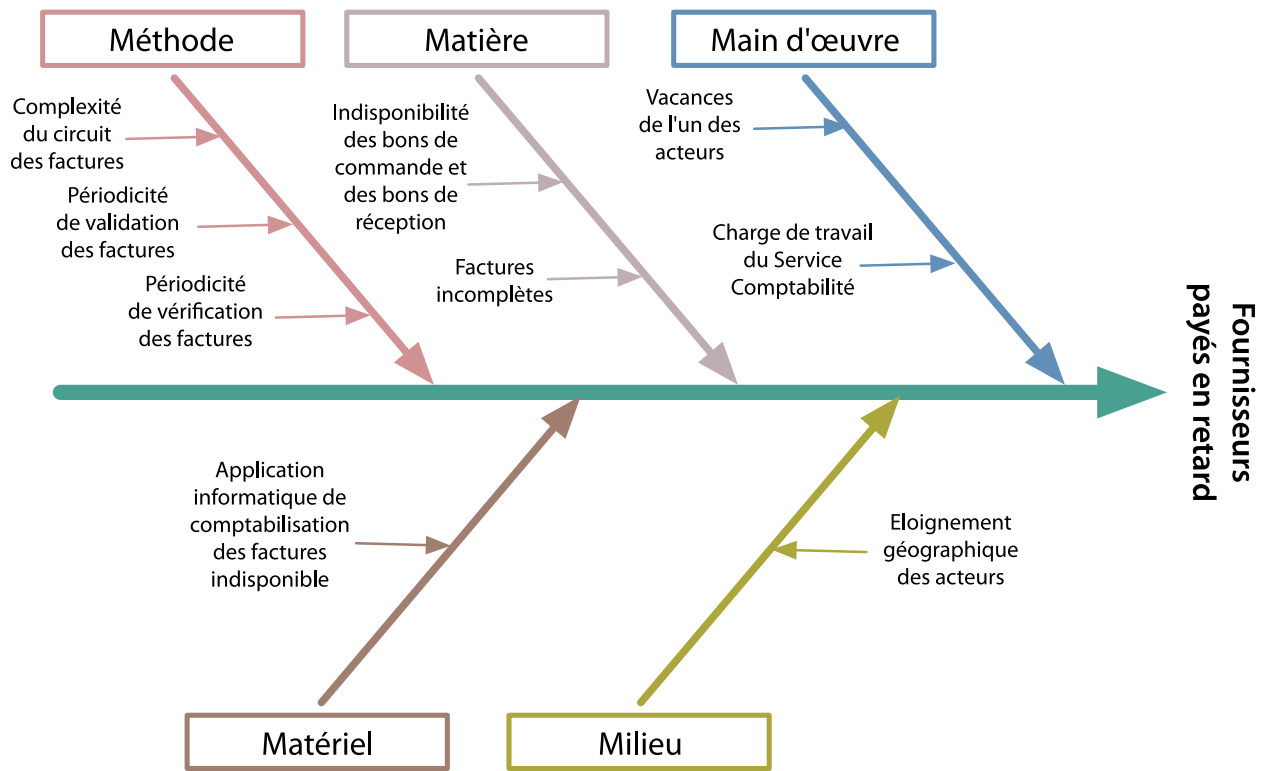 Méthode
Matière
Main d'œuvre
Complexité
du circuit
des factures
Périodicité
de validation
des factures
Périodicité
de vérification
des factures
Indisponibilité
des bons de
commande et
des bons de
réception
Factures
incomplètes
Vacances
de l'un des
acteurs
Charge de travail
du Service
Comptabilité
Fournisseurs
payés en retard
Application
informatique de
comptabilisation
des factures
indisponible
Eloignement
géographique
des acteurs
Matériel
Milieu